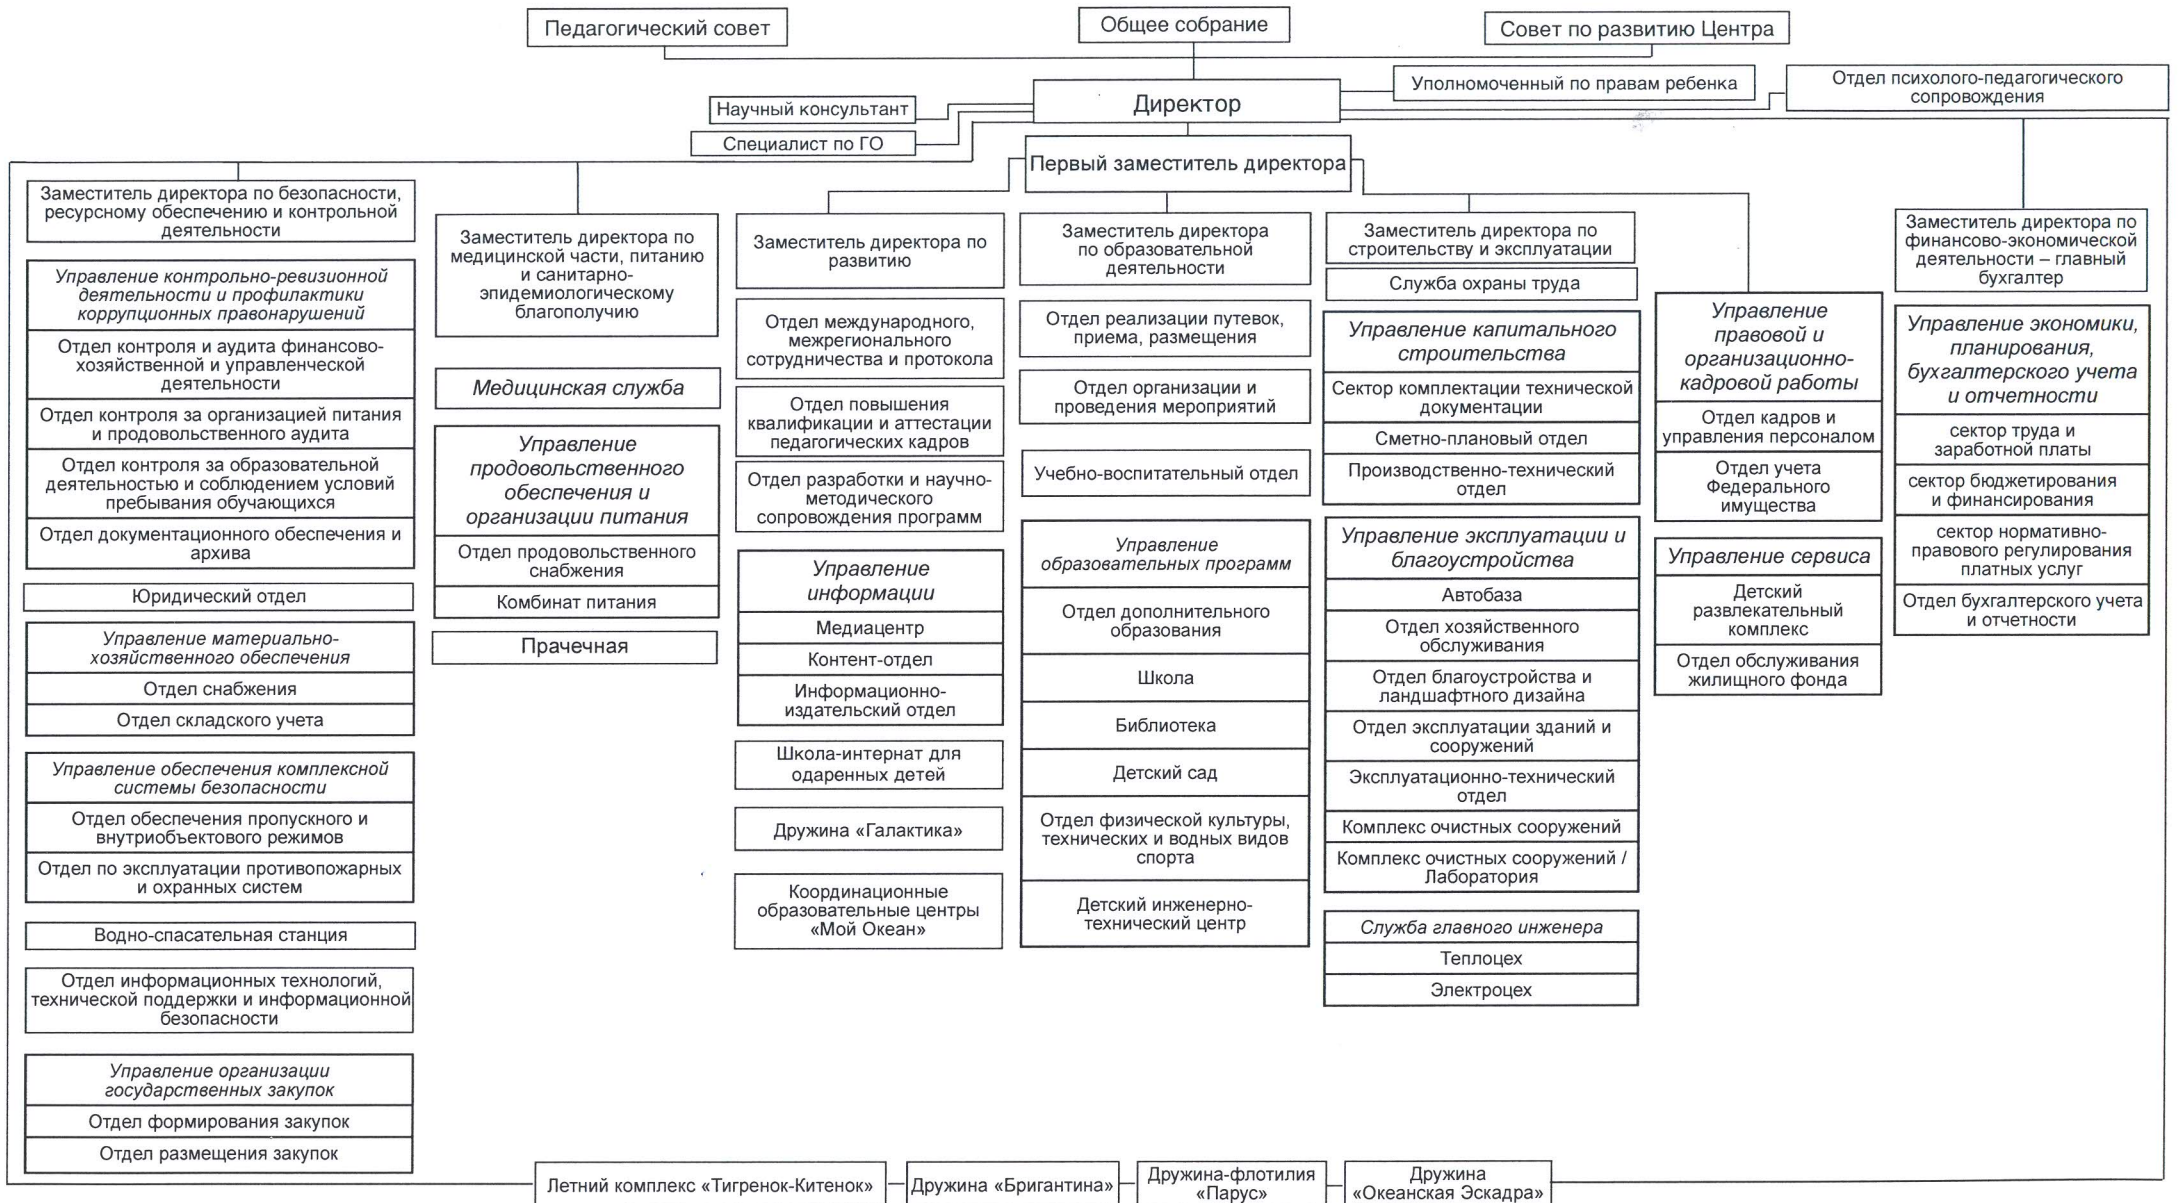 Педагогический совет
Общее собрание
Совет по развитию Центра
Научный консультант
Специалист по ГО
Директор
Уполномоченный по правам ребенка
Отдел психолого-педагогического
сопровождения
Первый заместитель директора
Заместитель директора по безопасности,
ресурсному обеспечению и контрольной
деятельности
Управление контрольно-ревизионной
деятельности и профилактики
коррупционных правонарушений
Отдел контроля и аудита финансово-
хозяйственной и управленческой
деятельности
Отдел контроля за организацией питания
и продовольственного аудита
Отдел контроля за образовательной
деятельностью и соблюдением условий
пребывания обучающихся
Отдел документационного обеспечения и
архива
Юридический отдел
Управление материально-
хозяйственного обеспечения
Отдел снабжения
Отдел складского учета
Управление обеспечения комплексной
системы безопасности
Отдел обеспечения пропускного и
внутриобъектового режимов
Отдел по эксплуатации противопожарных
и охранных систем
Водно-спасательная станция
Отдел информационных технологий,
технической поддержки и информационной
безопасности
Управление организации
государственных закупок
Отдел формирования закупок
Отдел размещения закупок
Заместитель директора по
медицинской части, питанию
и санитарно-
эпидемиологическому
благополучию
Медицинская служба
Управление
продовольственного
обеспечения и
организации питания
Отдел продовольственного
снабжения
Комбинат питания
Прачечная
Заместитель директора по
развитию
Отдел международного,
межрегионального
сотрудничества и протокола
Отдел повышения
квалификации и аттестации
педагогических кадров
Отдел разработки и научно-
методического
сопровождения программ
Управление
информации
Медиацентр
Контент-отдел
Информационно-
издательский отдел
Школа-интернат для
одаренных детей
Дружина «Галактика»
Координационные
образовательные центры
«Мой Океан»
Заместитель директора
по образовательной
деятельности
Отдел реализации путевок,
приема, размещения
Отдел организации и
проведения мероприятий
Учебно-воспитательный отдел
Управление
образовательных программ
Отдел дополнительного
образования
Школа
Библиотека
Детский сад
Отдел физической культуры,
технических и водных видов
спорта
Детский инженерно-
технический центр
Заместитель директора по
строительству и эксплуатации
Служба охраны труда
Управление капитального
строительства
Сектор комплектации технической
документации
Сметно-плановый отдел
Производственно-технический
отдел
Управление эксплуатации и
благоустройства
Автобаза
Отдел хозяйственного
обслуживания
Отдел благоустройства и
ландшафтного дизайна
Отдел эксплуатации зданий и
сооружений
Эксплуатационно-технический
отдел
Комплекс очистных сооружений
Комплекс очистных сооружений /
Лаборатория
Служба главного инженера
Теплоцех
Электроцех
Управление
правовой и
организационно-
кадровой работы
Отдел кадров и
управления персоналом
Отдел учета
Федерального
имущества
Управление сервиса
Детский
развлекательный
комплекс
Отдел обслуживания
жилищного фонда
Заместитель директора по
финансово-экономической
деятельности – главный
бухгалтер
Управление экономики,
планирования,
бухгалтерского учета
и отчетности
сектор труда и
заработной платы
сектор бюджетирования
и финансирования
сектор нормативно-
правового регулирования
платных услуг
Отдел бухгалтерского учета
и отчетности
Летний комплекс «Тигренок-Китенок»
Дружина «Бригантина»
Дружина-флотилия
«Парус»
Дружина
«Океанская Эскадра»